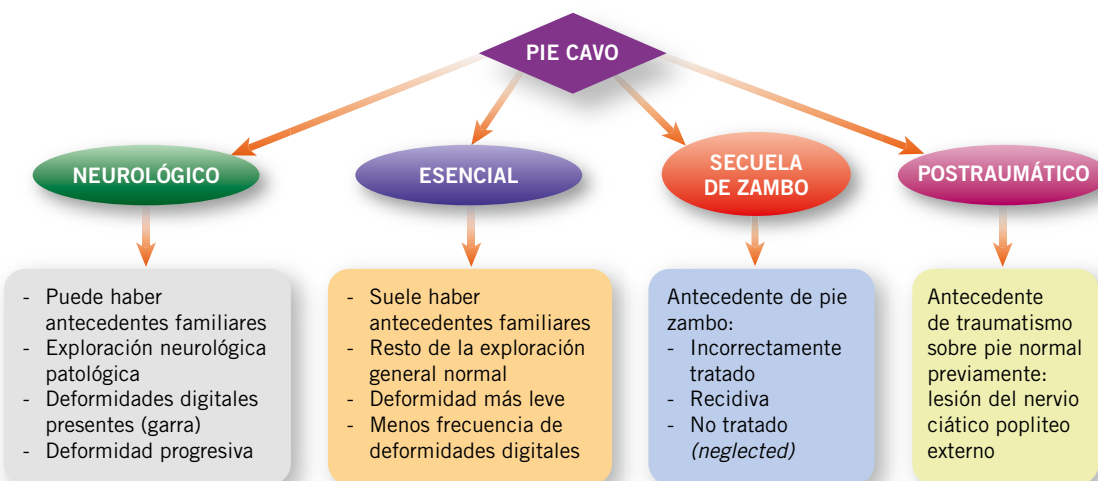 PIE CAVO
NEUROLÓGICO
ESENCIAL
SECUELA
DE ZAMBO
POSTRAUMÁTICO
- Puede haber
antecedentes familiares
- Exploración neurológica
patológica
- Deformidades digitales
presentes (garra)
- Deformidad progresiva
- Suele haber
antecedentes familiares
- Resto de la exploración
general normal
- Deformidad más leve
- Menos frecuencia de
deformidades digitales
Antecedente de pie
zambo:
- Incorrectamente
tratado
- Recidiva
- No tratado
(neglected)
Antecedente
de traumatismo
sobre pie normal
previamente:
lesión del nervio
ciático popliteo
externo